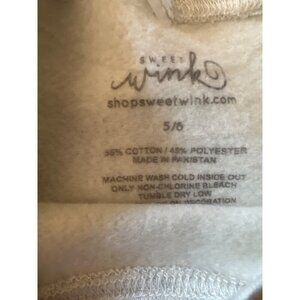 SWEET
wink
shopsweetwink.com
5/6
55% COTTON / 45% POLYESTER
MADE IN PAKISTAN
MACHINE WASH COLD INSIDE OUT
ONLY NON-CHLORINE BLEACH
TUMBLE DRY LOW
ON DECORATION